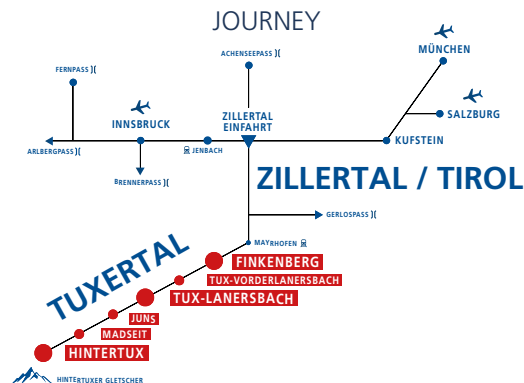 JOURNEY
MÜNCHEN
ACHENSEEPASS )(
FERNPASS )(
SALZBURG
INNSBRUCK
ZILLERTAL
EINFAHRT
KUFSTEIN
ARLBERGPASS )(
JENBACH
BRENNERPASS )(
ZILLERTAL / TIROL
GERLOSPASS )(
MAYRHOFEN
TUXERTAL
FINKENBERG
TUX-VORDERLANERSBACH
TUX-LANERSBACH
JUNS
MADSEIT
HINTERTUX
HINTERTUXER GLETSCHER